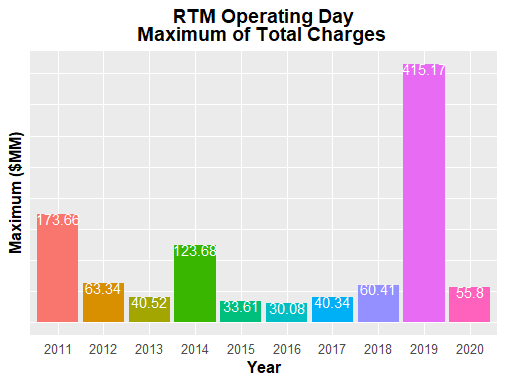 RTM Operating Day
Maximum of Total Charges
Maximum ($MM)
173.66
63.34
40.52
123.68
33.61
30.08
40.34
60.41
415.17
55.8
2011 2012 2013 2014 2015 2016 2017 2018 2019 2020
Year